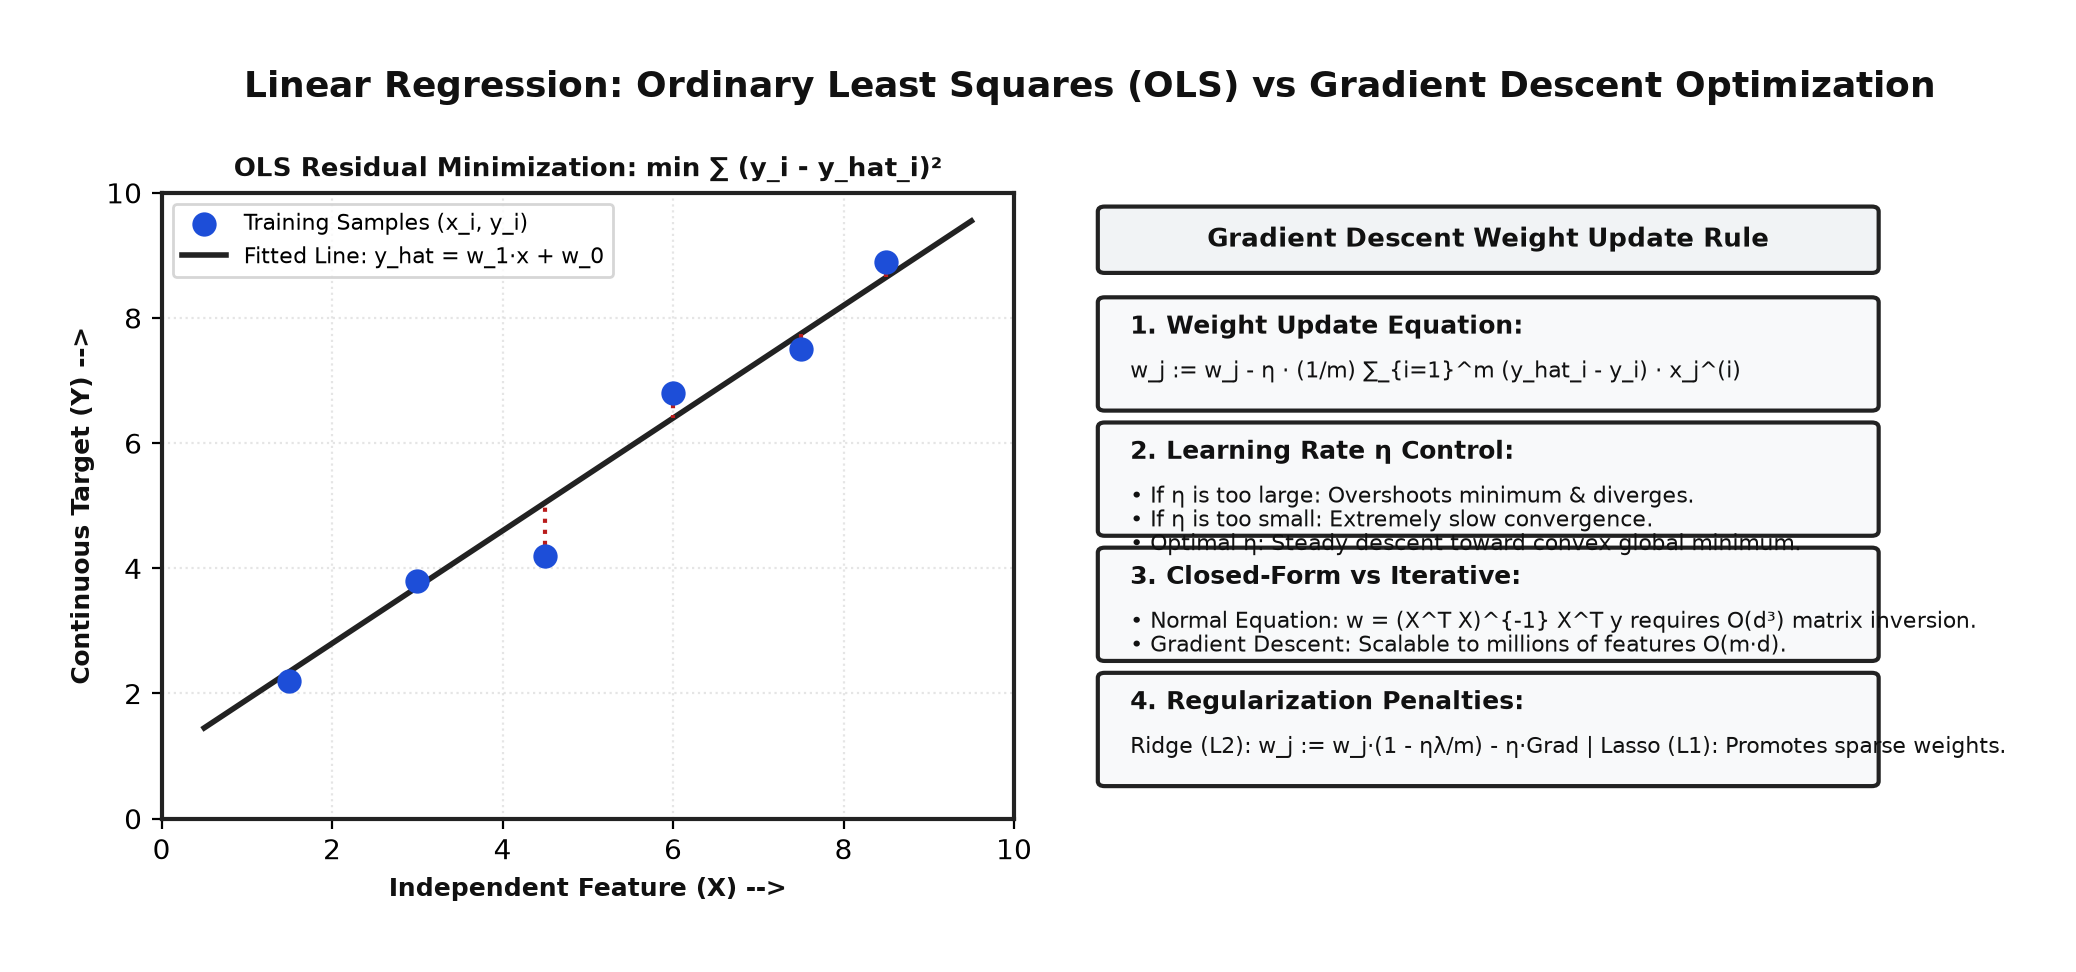 Linear Regression: Ordinary Least Squares (OLS) vs Gradient Descent Optimization
OLS Residual Minimization: min ∑ (y_i - y_hat_i)²
Training Samples (x_i, y_i)
Fitted Line: y_hat = w_1·x + w_0
10
8
6
4
2
0
Continuous Target (Y) -->
0 2 4 6 8 10
Independent Feature (X) -->
Gradient Descent Weight Update Rule
1. Weight Update Equation:
w_j := w_j - η · (1/m) ∑_{i=1}^m (y_hat_i - y_i) · x_j^(i)
2. Learning Rate η Control:
• If η is too large: Overshoots minimum & diverges.
• If η is too small: Extremely slow convergence.
• Optimal η: Steady descent toward convex global minimum.
3. Closed-Form vs Iterative:
• Normal Equation: w = (X^T X)^{-1} X^T y requires O(d³) matrix inversion.
• Gradient Descent: Scalable to millions of features O(m·d).
4. Regularization Penalties:
Ridge (L2): w_j := w_j·(1 - ηλ/m) - η·Grad | Lasso (L1): Promotes sparse weights.